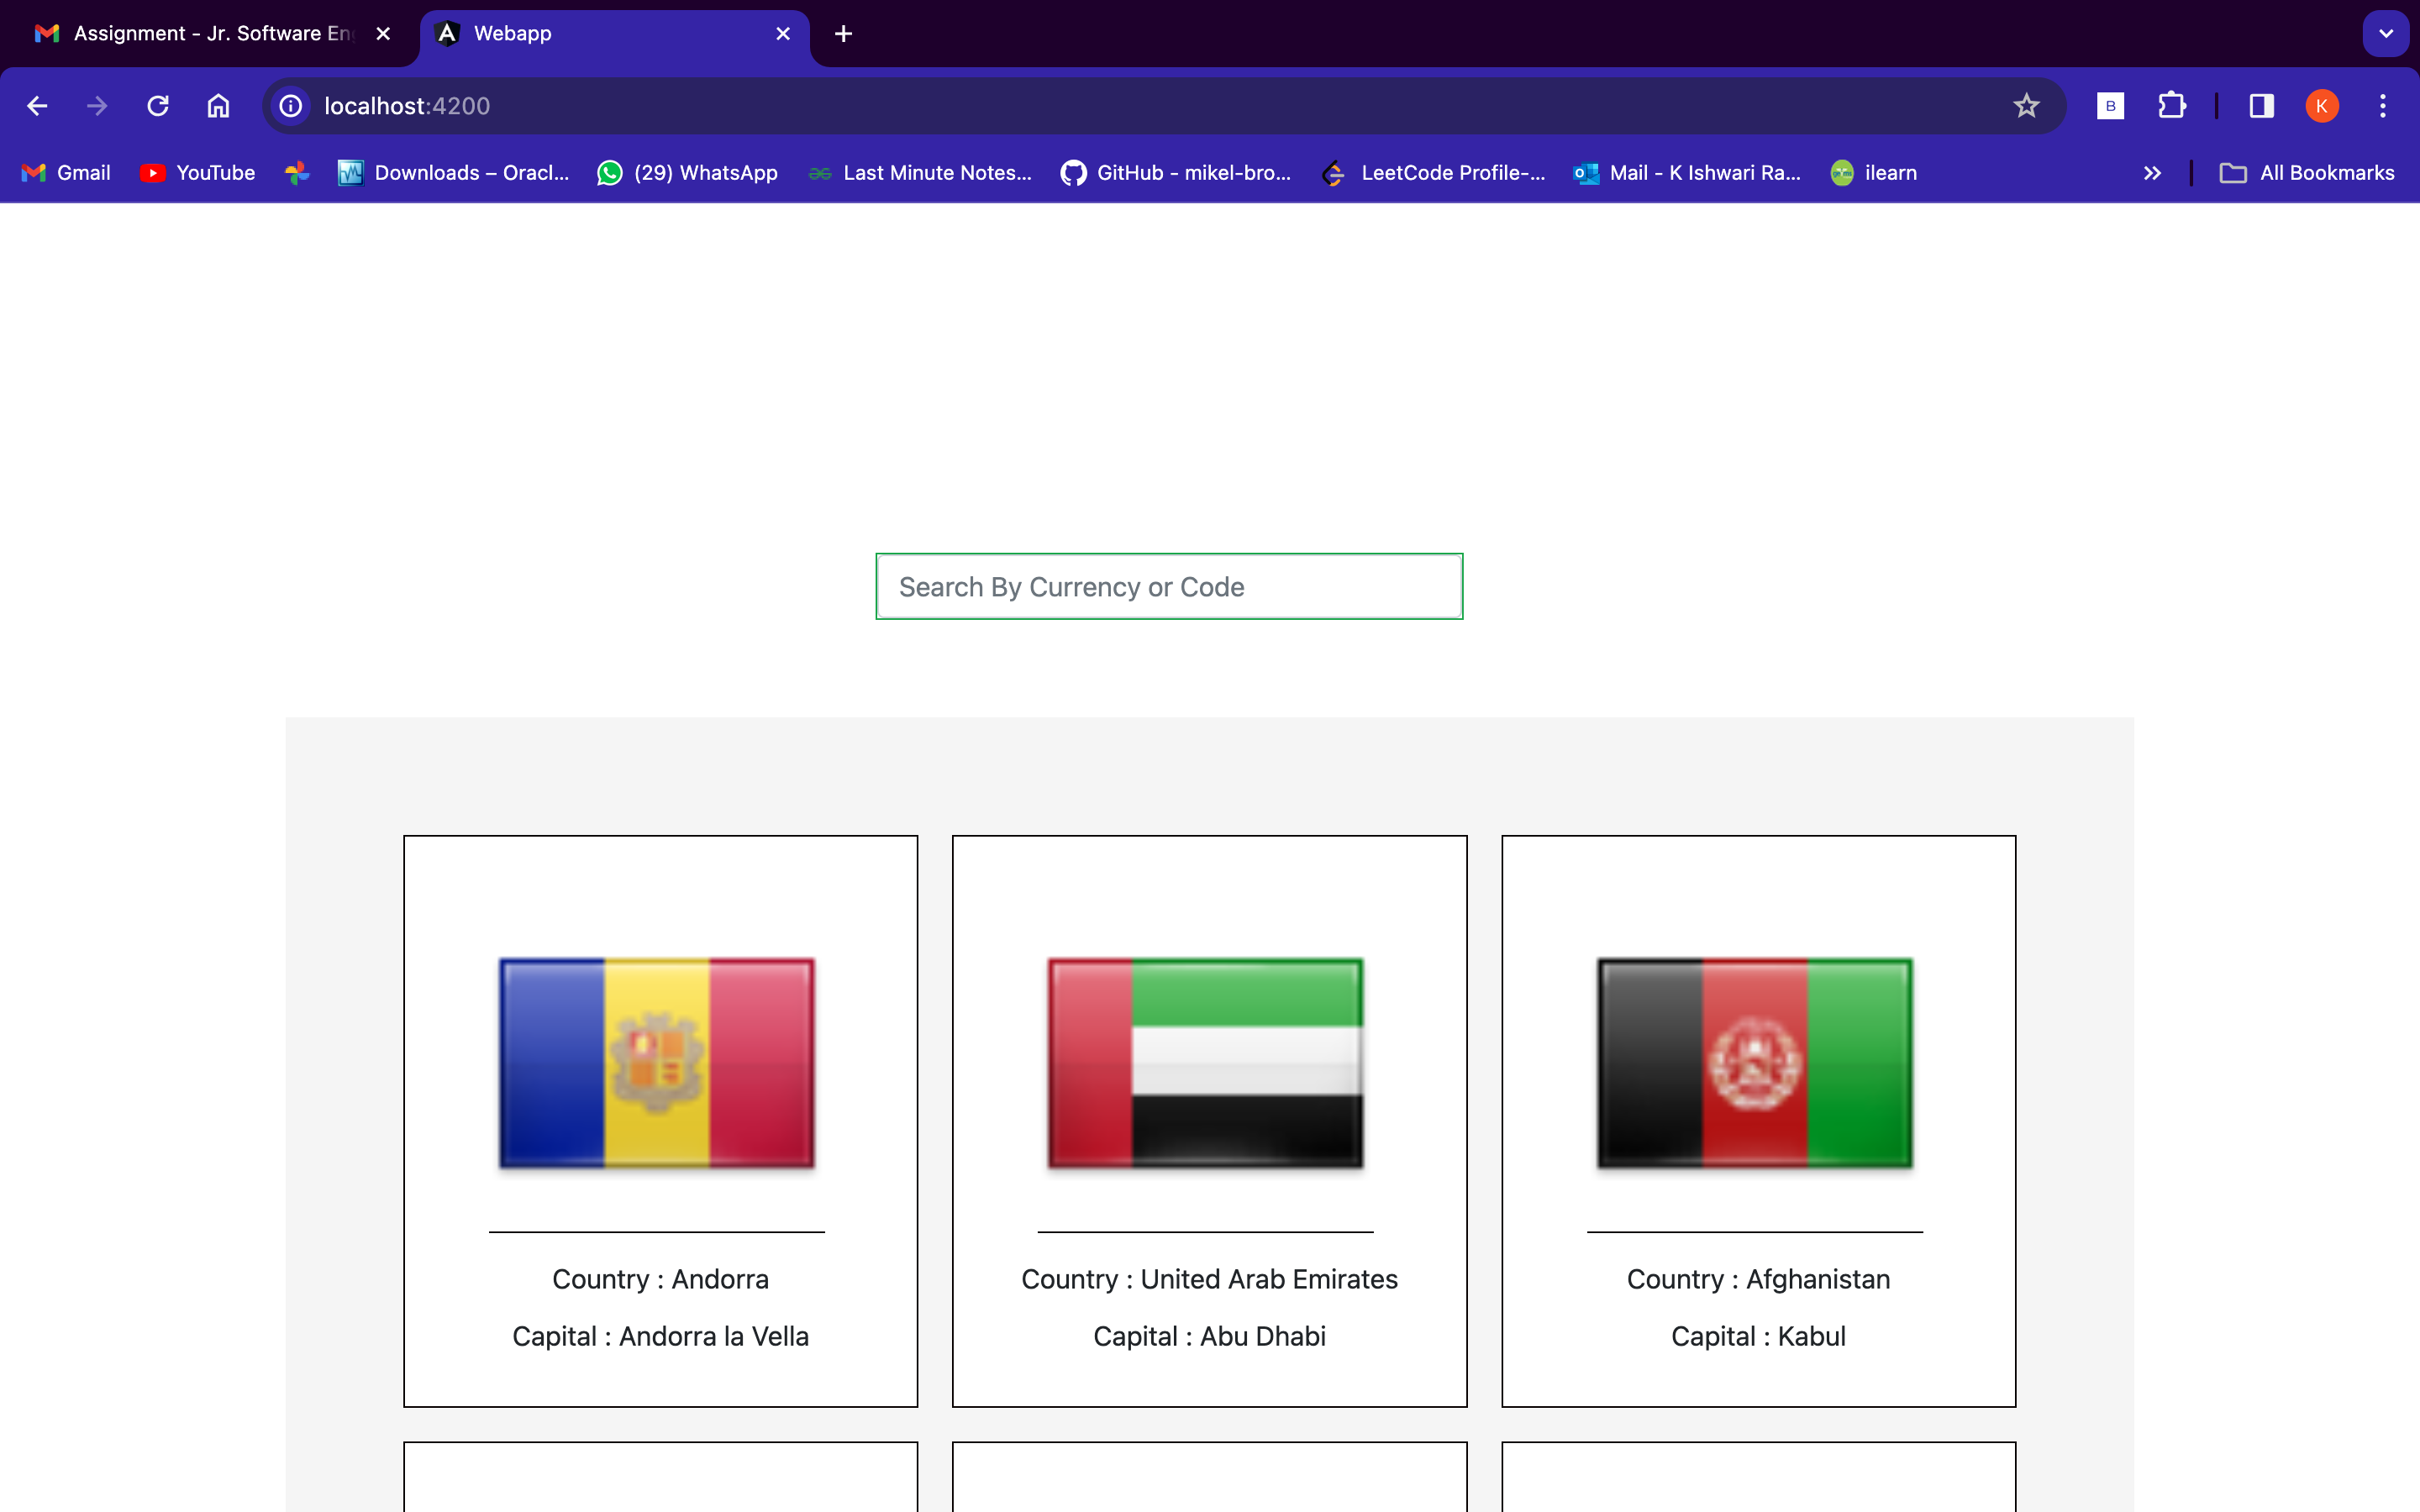 Assignment - Jr. Software En
Webapp
localhost:4200
B
K
Gmail
YouTube
Downloads – Oracl...
(29) WhatsApp
Last Minute Notes...
GitHub - mikel-bro...
LeetCode Profile-...
Mail - K Ishwari Ra...
ilearn
All Bookmarks
Search By Currency or Code
Country : Andorra
Capital : Andorra la Vella
Country : United Arab Emirates
Capital : Abu Dhabi
Country : Afghanistan
Capital : Kabul